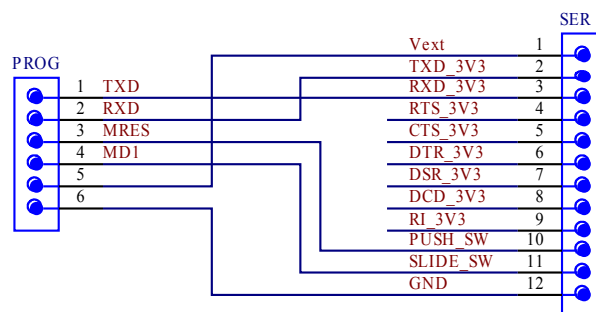 SER
Vext 1
TXD_3V3 2
PROG
1 TXD RXD_3V3 3
2 RXD RTS_3V3 4
3 MRES CTS_3V3 5
4 MD1 DTR_3V3 6
5 DSR_3V3 7
6 DCD_3V3 8
RI_3V3 9
PUSH_SW 10
SLIDE_SW 11
GND 12